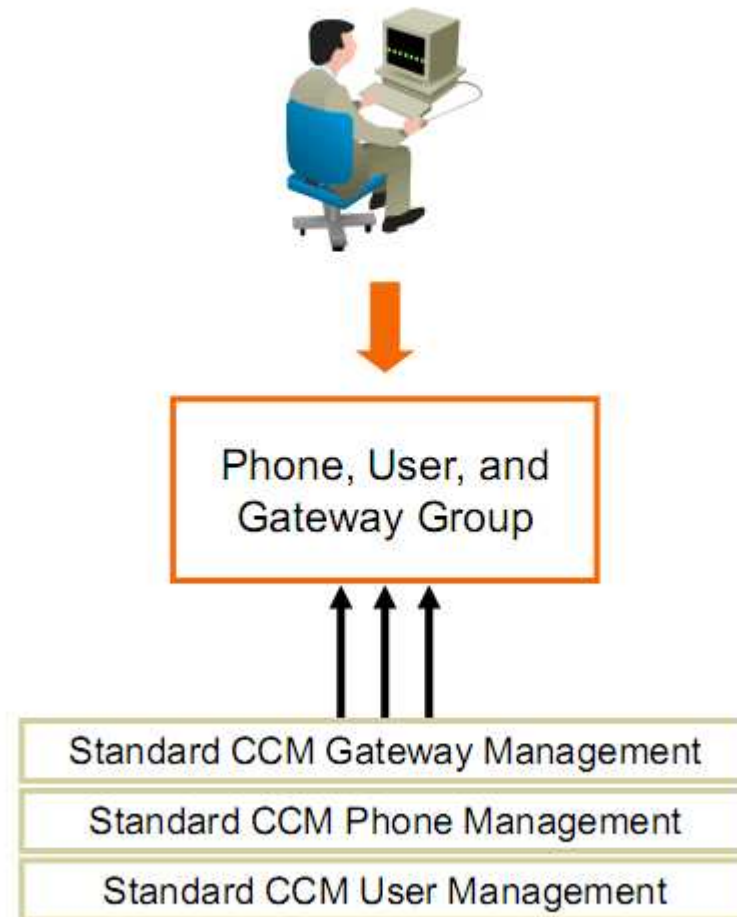 Phone, User, and
Gateway Group
Standard CCM Gateway Management
Standard CCM Phone Management
Standard CCM User Management